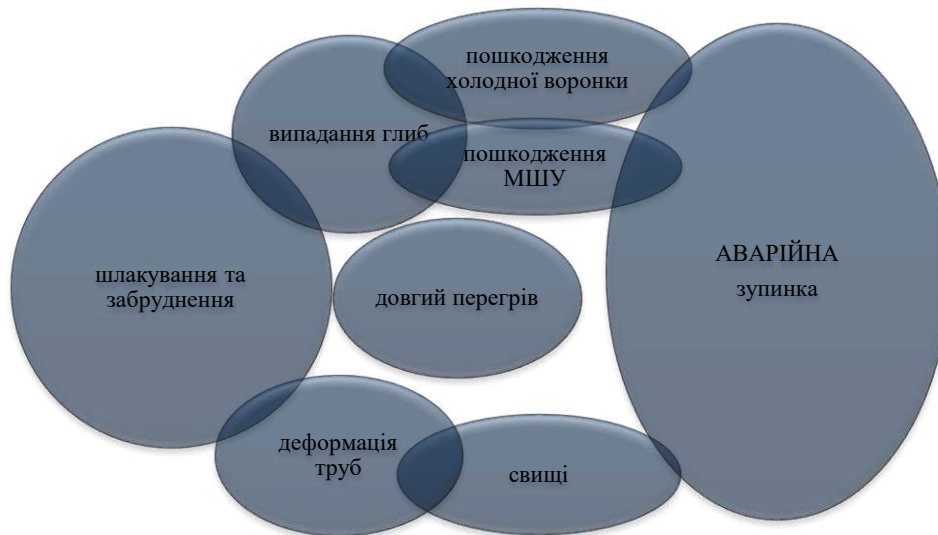 пошкодження
холодної воронки
випадання глиб
пошкодження
МШУ
АВАРІЙНА
зупинка
шлакування та
забруднення
довгий перегрів
деформація
труб
свищі